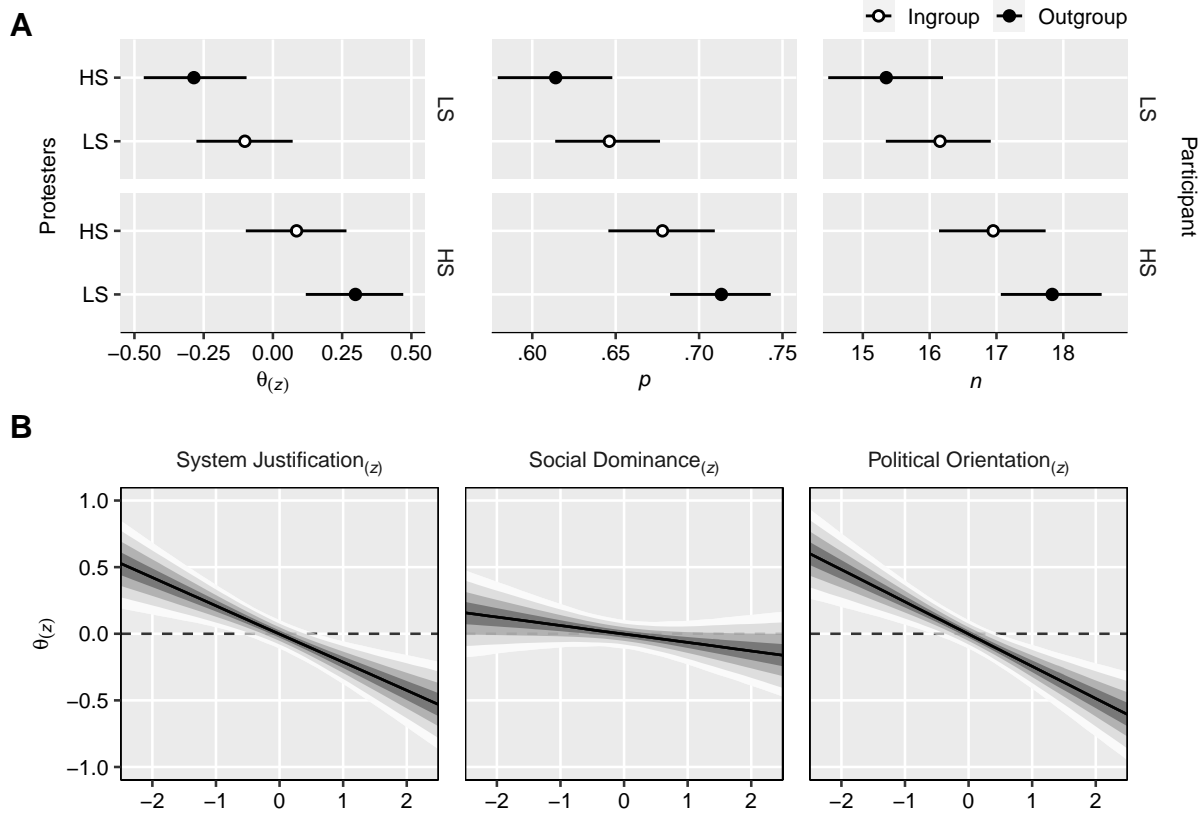 A
Ingroup Outgroup
Protesters
HS
LS
LS
HS
LS
HS
Participant
−0.50 −0.25 0.00 0.25 0.50
θ(z)
.60 .65 .70 .75
p
15 16 17 18
n
B
System Justification(z)
Social Dominance(z)
Political Orientation(z)
θ(z)
1.0
0.5
0.0
−0.5
−1.0
−2 −1 0 1 2
−2 −1 0 1 2
−2 −1 0 1 2